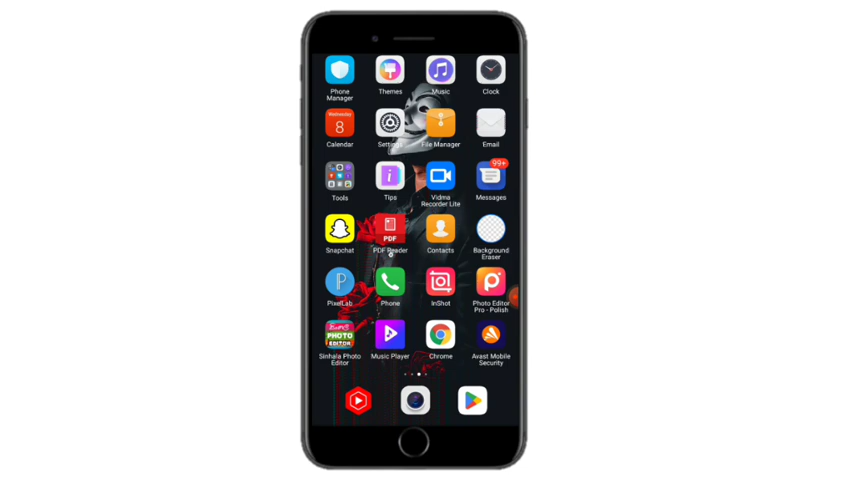 Phone Manager
Themes
Music
Clock
Wednesday
8
Calendar
Settings
File Manager
Email
Tools
Tips
Vidma Recorder Lite
99+
Messages
Snapchat
PDF
PDF Reader
Contacts
Background Eraser
PixelLab
Phone
InShot
Photo Editor Pro - Polish
PHOTO
EDITOR
Sinhala Photo Editor
Music Player
Chrome
Avast Mobile Security